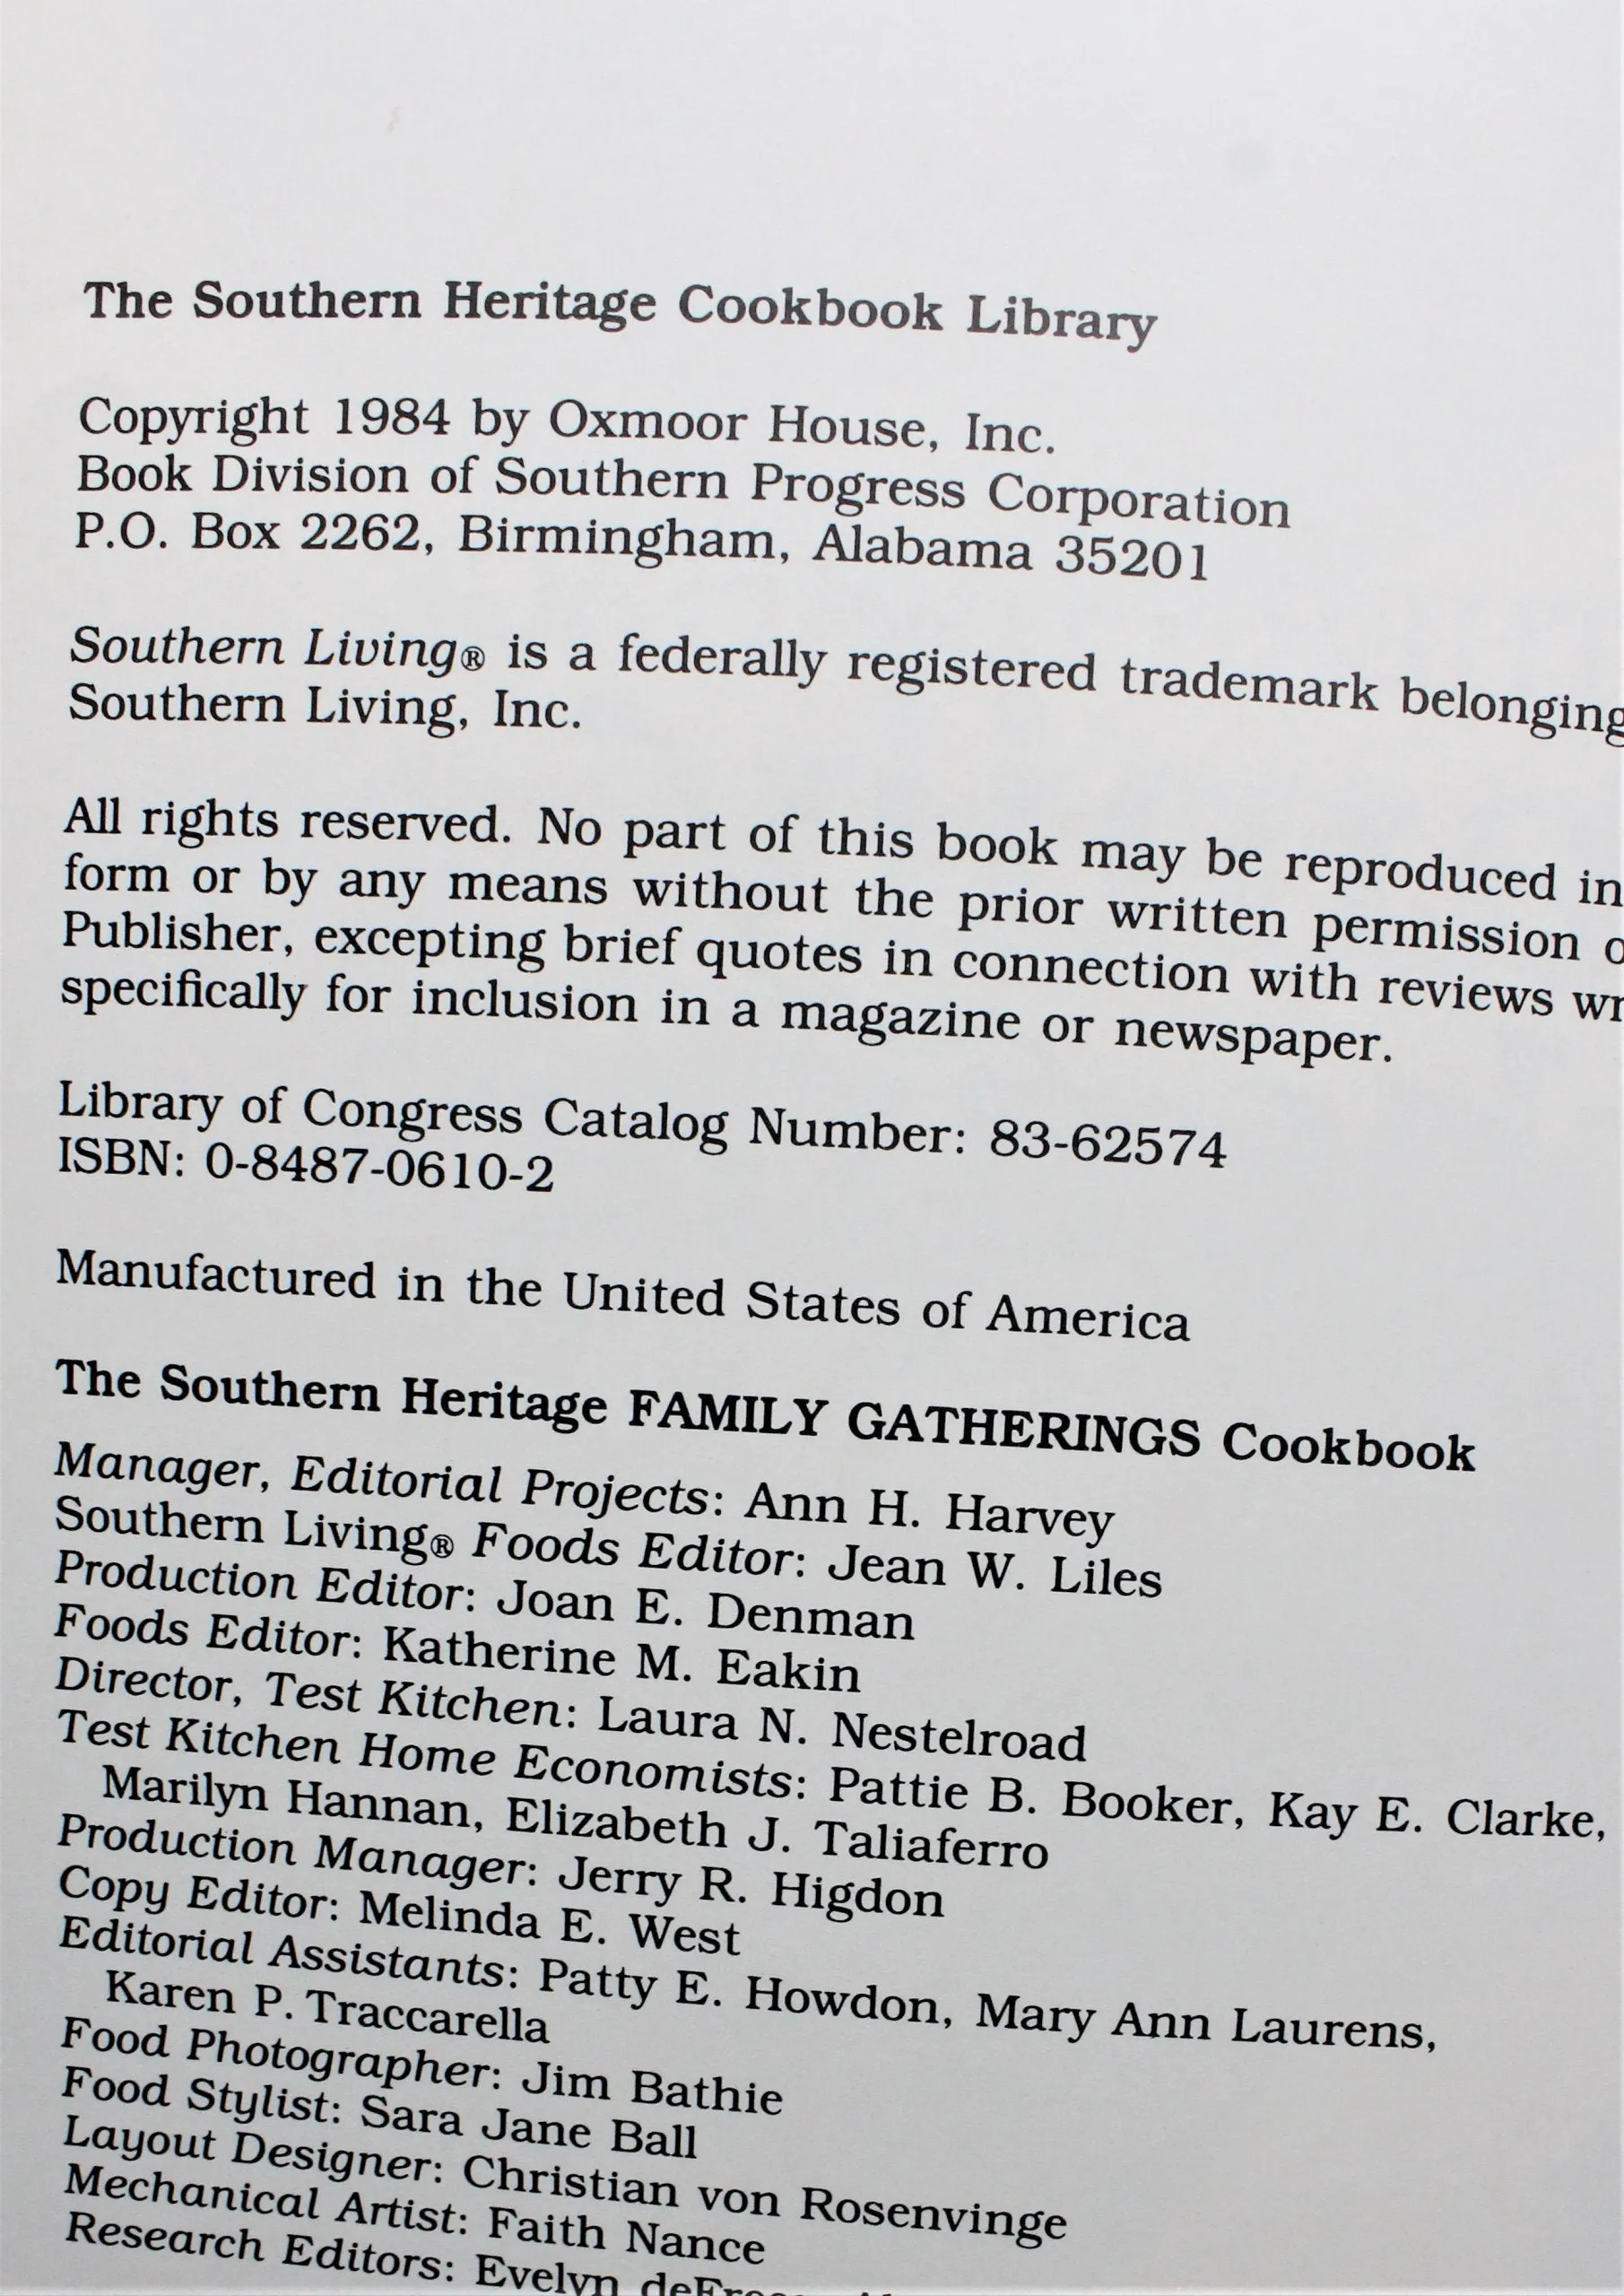 The Southern Heritage Cookbook Library
Copyright 1984 by Oxmoor House, Inc.
Book Division of Southern Progress Corporation
P.O. Box 2262, Birmingham, Alabama 35201
Southern Living® is a federally registered trademark belonging
Southern Living, Inc.
All rights reserved. No part of this book may be reproduced in
form or by any means without the prior written permission
Publisher, excepting brief quotes in connection with reviews
specifically for inclusion in a magazine or newspaper.
Library of Congress Catalog Number: 83-62574
ISBN: 0-8487-0610-2
Manufactured in the United States of America
The Southern Heritage FAMILY GATHERINGS Cookbook
Manager, Editorial Projects: Ann H. Harvey
Southern Living® Foods Editor: Jean W. Liles
Production Editor: Joan E. Denman
Foods Editor: Katherine M. Eakin
Director, Test Kitchen: Laura N. Nestelroad
Test Kitchen Home Economists: Pattie B. Booker, Kay E. Clarke,
Marilyn Hannan, Elizabeth J. Taliaferro
Production Manager: Jerry R. Higdon
Copy Editor: Melinda E. West
Editorial Assistants: Patty E. Howdon, Mary Ann Laurens,
Karen P. Traccarella
Food Photographer: Jim Bathie
Food Stylist: Sara Jane Ball
Layout Designer: Christian von Rosenvinge
Mechanical Artist: Faith Nance
Research Editors: Evelyn